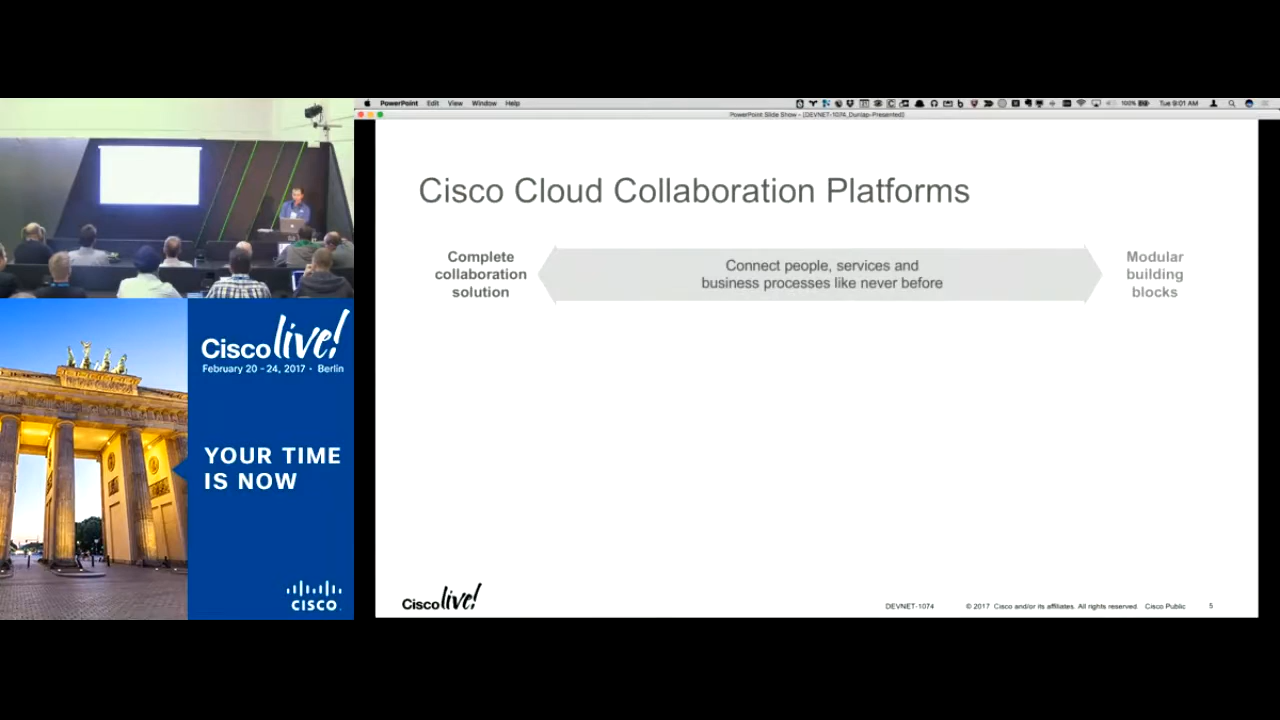 PowerPoint Edit View Window Help
100% Tue 9:01 AM
PowerPoint Slide Show - [DEVNET-1074_Dunlap-Presented]
Cisco Cloud Collaboration Platforms
Complete
collaboration
solution
Connect people, services and
business processes like never before
Modular
building
blocks
Cisco live!
February 20 - 24, 2017 • Berlin
YOUR TIME
IS NOW
CISCO.
Cisco live!
DEVNET-1074 © 2017 Cisco and/or its affiliates. All rights reserved. Cisco Public 5